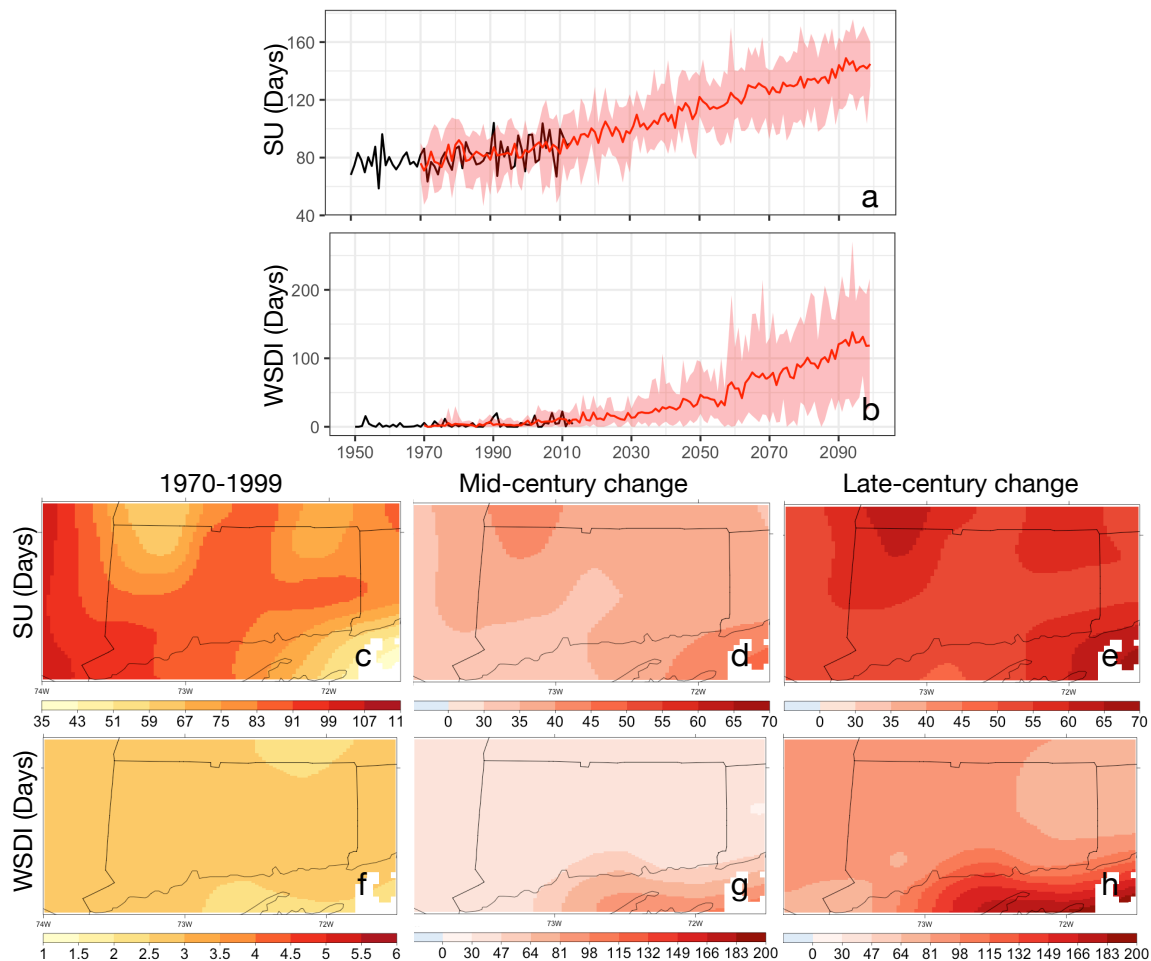 SU (Days)
160
120
80
40
a
WSDI (Days)
200
100
0
b
1950 1970 1990 2010 2030 2050 2070 2090
1970-1999 Mid-century change Late-century change
SU (Days)
c d e
74W 73W 72W 73W 72W 73W 72W
35 43 51 59 67 75 83 91 99 107 11
0 30 35 40 45 50 55 60 65 70
0 30 35 40 45 50 55 60 65 70
WSDI (Days)
f g h
74W 73W 72W 73W 72W 73W 72W
1 1.5 2 2.5 3 3.5 4 4.5 5 5.5 6
0 30 47 64 81 98 115 132 149 166 183 200
0 30 47 64 81 98 115 132 149 166 183 200